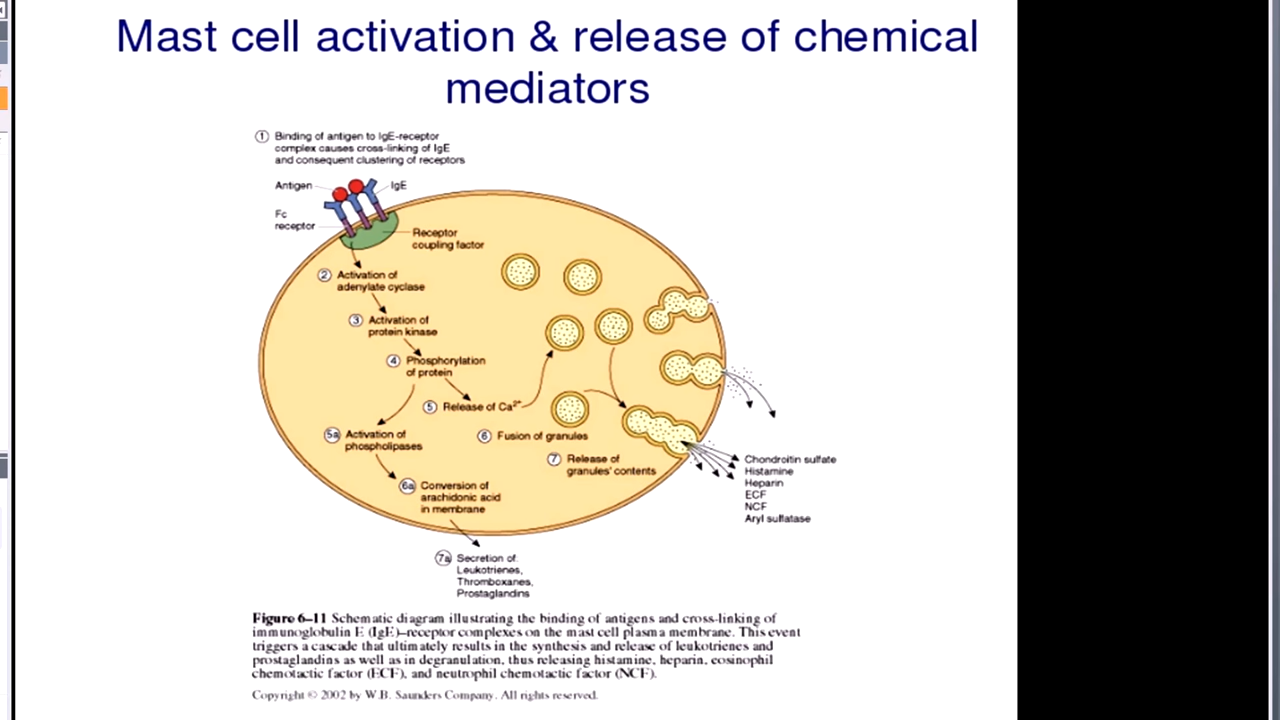 Mast cell activation & release of chemical
mediators
1 Binding of antigen to IgE-receptor
complex causes cross-linking of IgE
and consequent clustering of receptors
Antigen
IgE
Fc
receptor
Receptor
coupling factor
2 Activation of
adenylate cyclase
3 Activation of
protein kinase
4 Phosphorylation
of protein
5 Release of Ca2+
5a Activation of
phospholipases
6 Fusion of granules
7 Release of
granules' contents
6a Conversion of
arachidonic acid
in membrane
Chondroitin sulfate
Histamine
Heparin
ECF
NCF
Aryl sulfatase
7a Secretion of
Leukotrienes,
Thromboxanes,
Prostaglandins
Figure 6–11 Schematic diagram illustrating the binding of antigens and cross-linking of
immunoglobulin E (IgE)–receptor complexes on the mast cell plasma membrane. This event
triggers a cascade that ultimately results in the synthesis and release of leukotrienes and
prostaglandins as well as in degranulation, thus releasing histamine, heparin, eosinophil
chemotactic factor (ECF), and neutrophil chemotactic factor (NCF).
Copyright © 2002 by W.B. Saunders Company. All rights reserved.